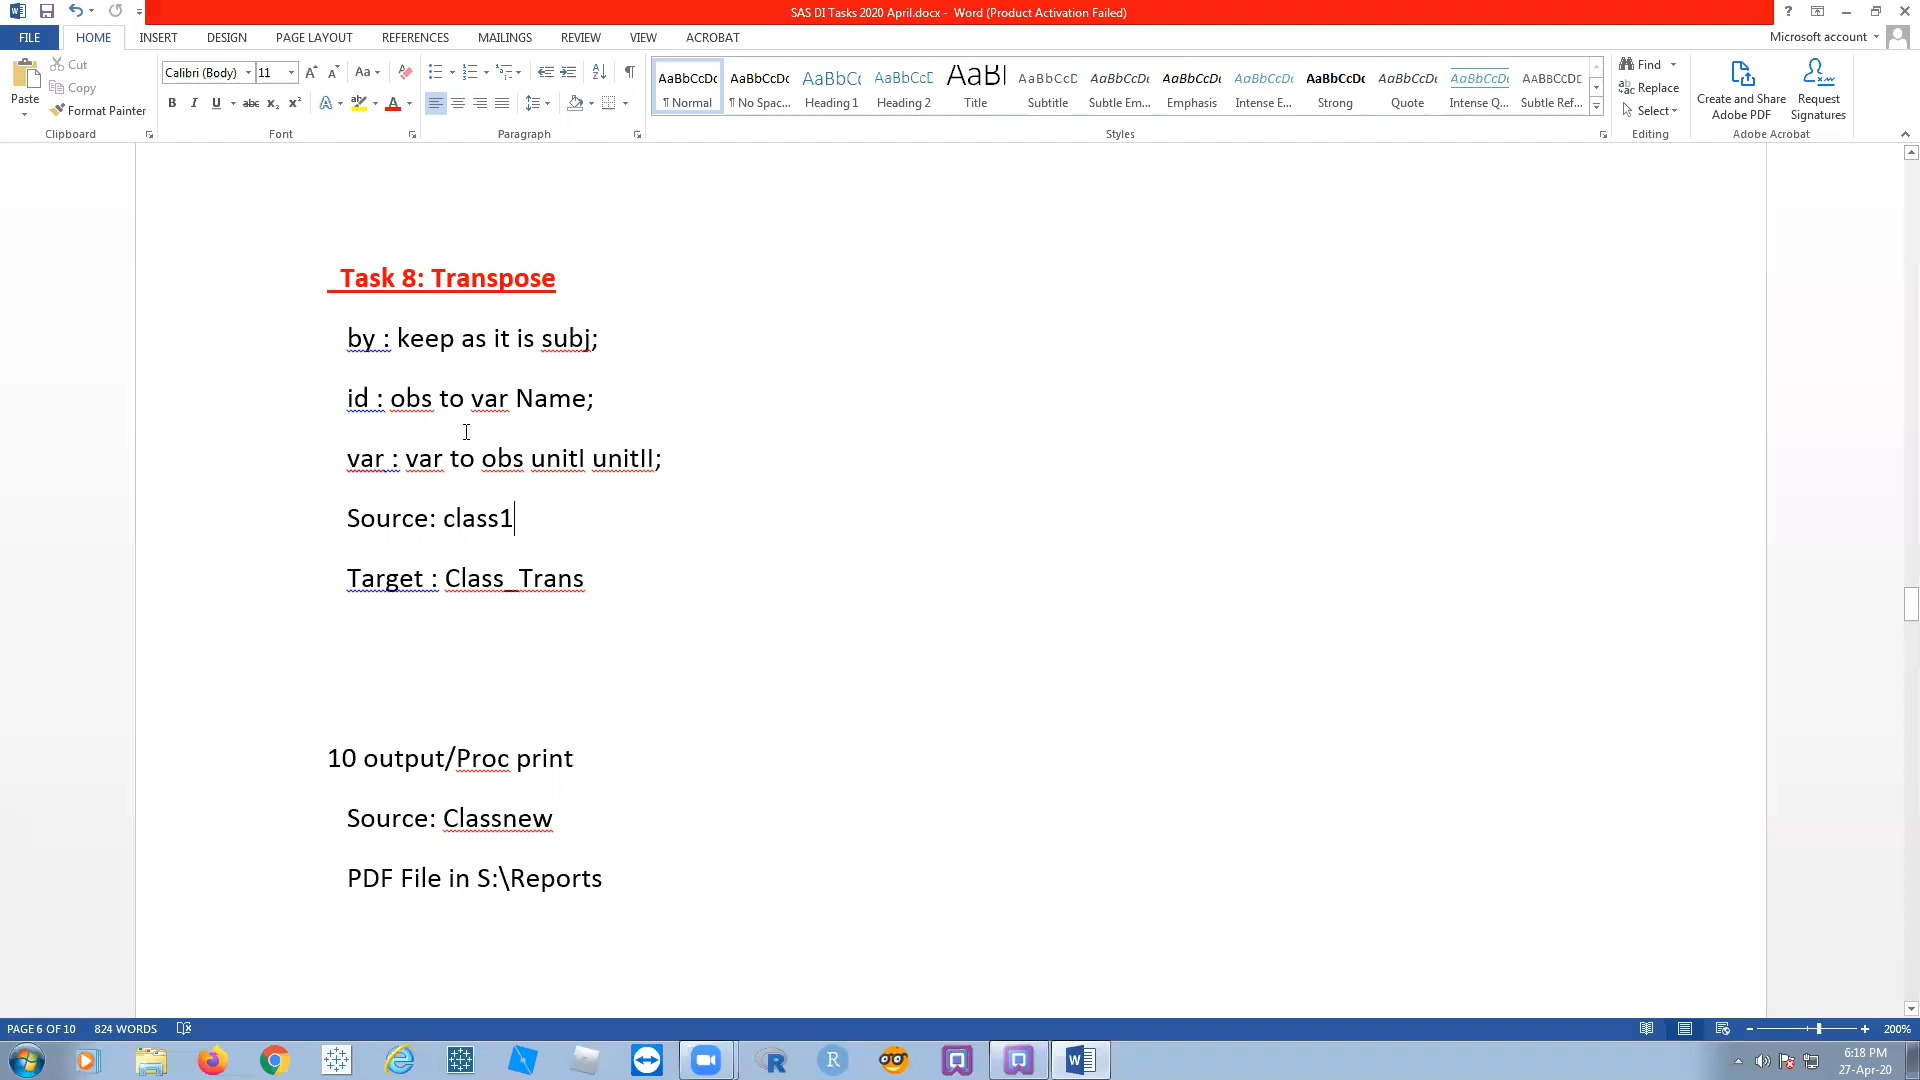 SAS DI Tasks 2020 April.docx - Word (Product Activation Failed)
FILE HOME INSERT DESIGN PAGE LAYOUT REFERENCES MAILINGS REVIEW VIEW ACROBAT Microsoft account
Cut
Copy
Format Painter
Paste
Clipboard
Calibri (Body) 11
Font
Paragraph
AaBbCcDc AaBbCcDc AaBbCc AaBbCcD AaBl AaBbCcD AaBbCcDc AaBbCcDc AaBbCcDc AaBbCcDc AaBbCcDc AaBbCcDc AABBCCDE
¶ Normal ¶ No Spac... Heading 1 Heading 2 Title Subtitle Subtle Em... Emphasis Intense E... Strong Quote Intense Q... Subtle Ref...
Styles
Find
Replace
Select
Editing
Create and Share Adobe PDF
Request Signatures
Adobe Acrobat
Task 8: Transpose
by : keep as it is subj;
id : obs to var Name;
var : var to obs unitI unitII;
Source: class1
Target : Class_Trans
10 output/Proc print
Source: Classnew
PDF File in S:\Reports
PAGE 6 OF 10 824 WORDS 200%
6:18 PM
27-Apr-20